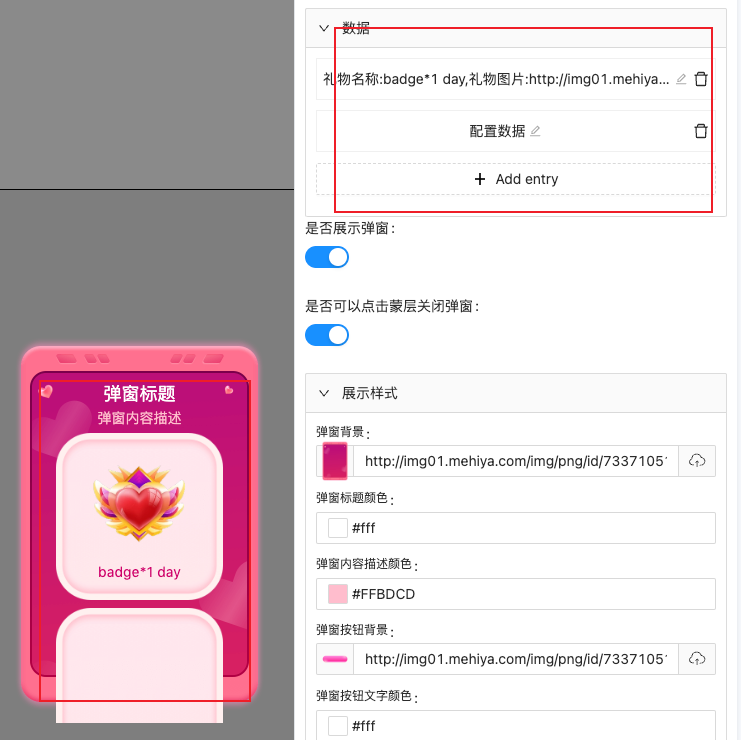 数据
礼物名称:badge*1 day,礼物图片:http://img01.mehiya...
配置数据
+ Add entry
是否展示弹窗：
是否可以点击蒙层关闭弹窗：
弹窗标题
弹窗内容描述
badge*1 day
展示样式
弹窗背景：
http://img01.mehiya.com/img/png/id/7337105
弹窗标题颜色：
#fff
弹窗内容描述颜色：
#FFBDCD
弹窗按钮背景：
http://img01.mehiya.com/img/png/id/7337105
弹窗按钮文字颜色：
#fff